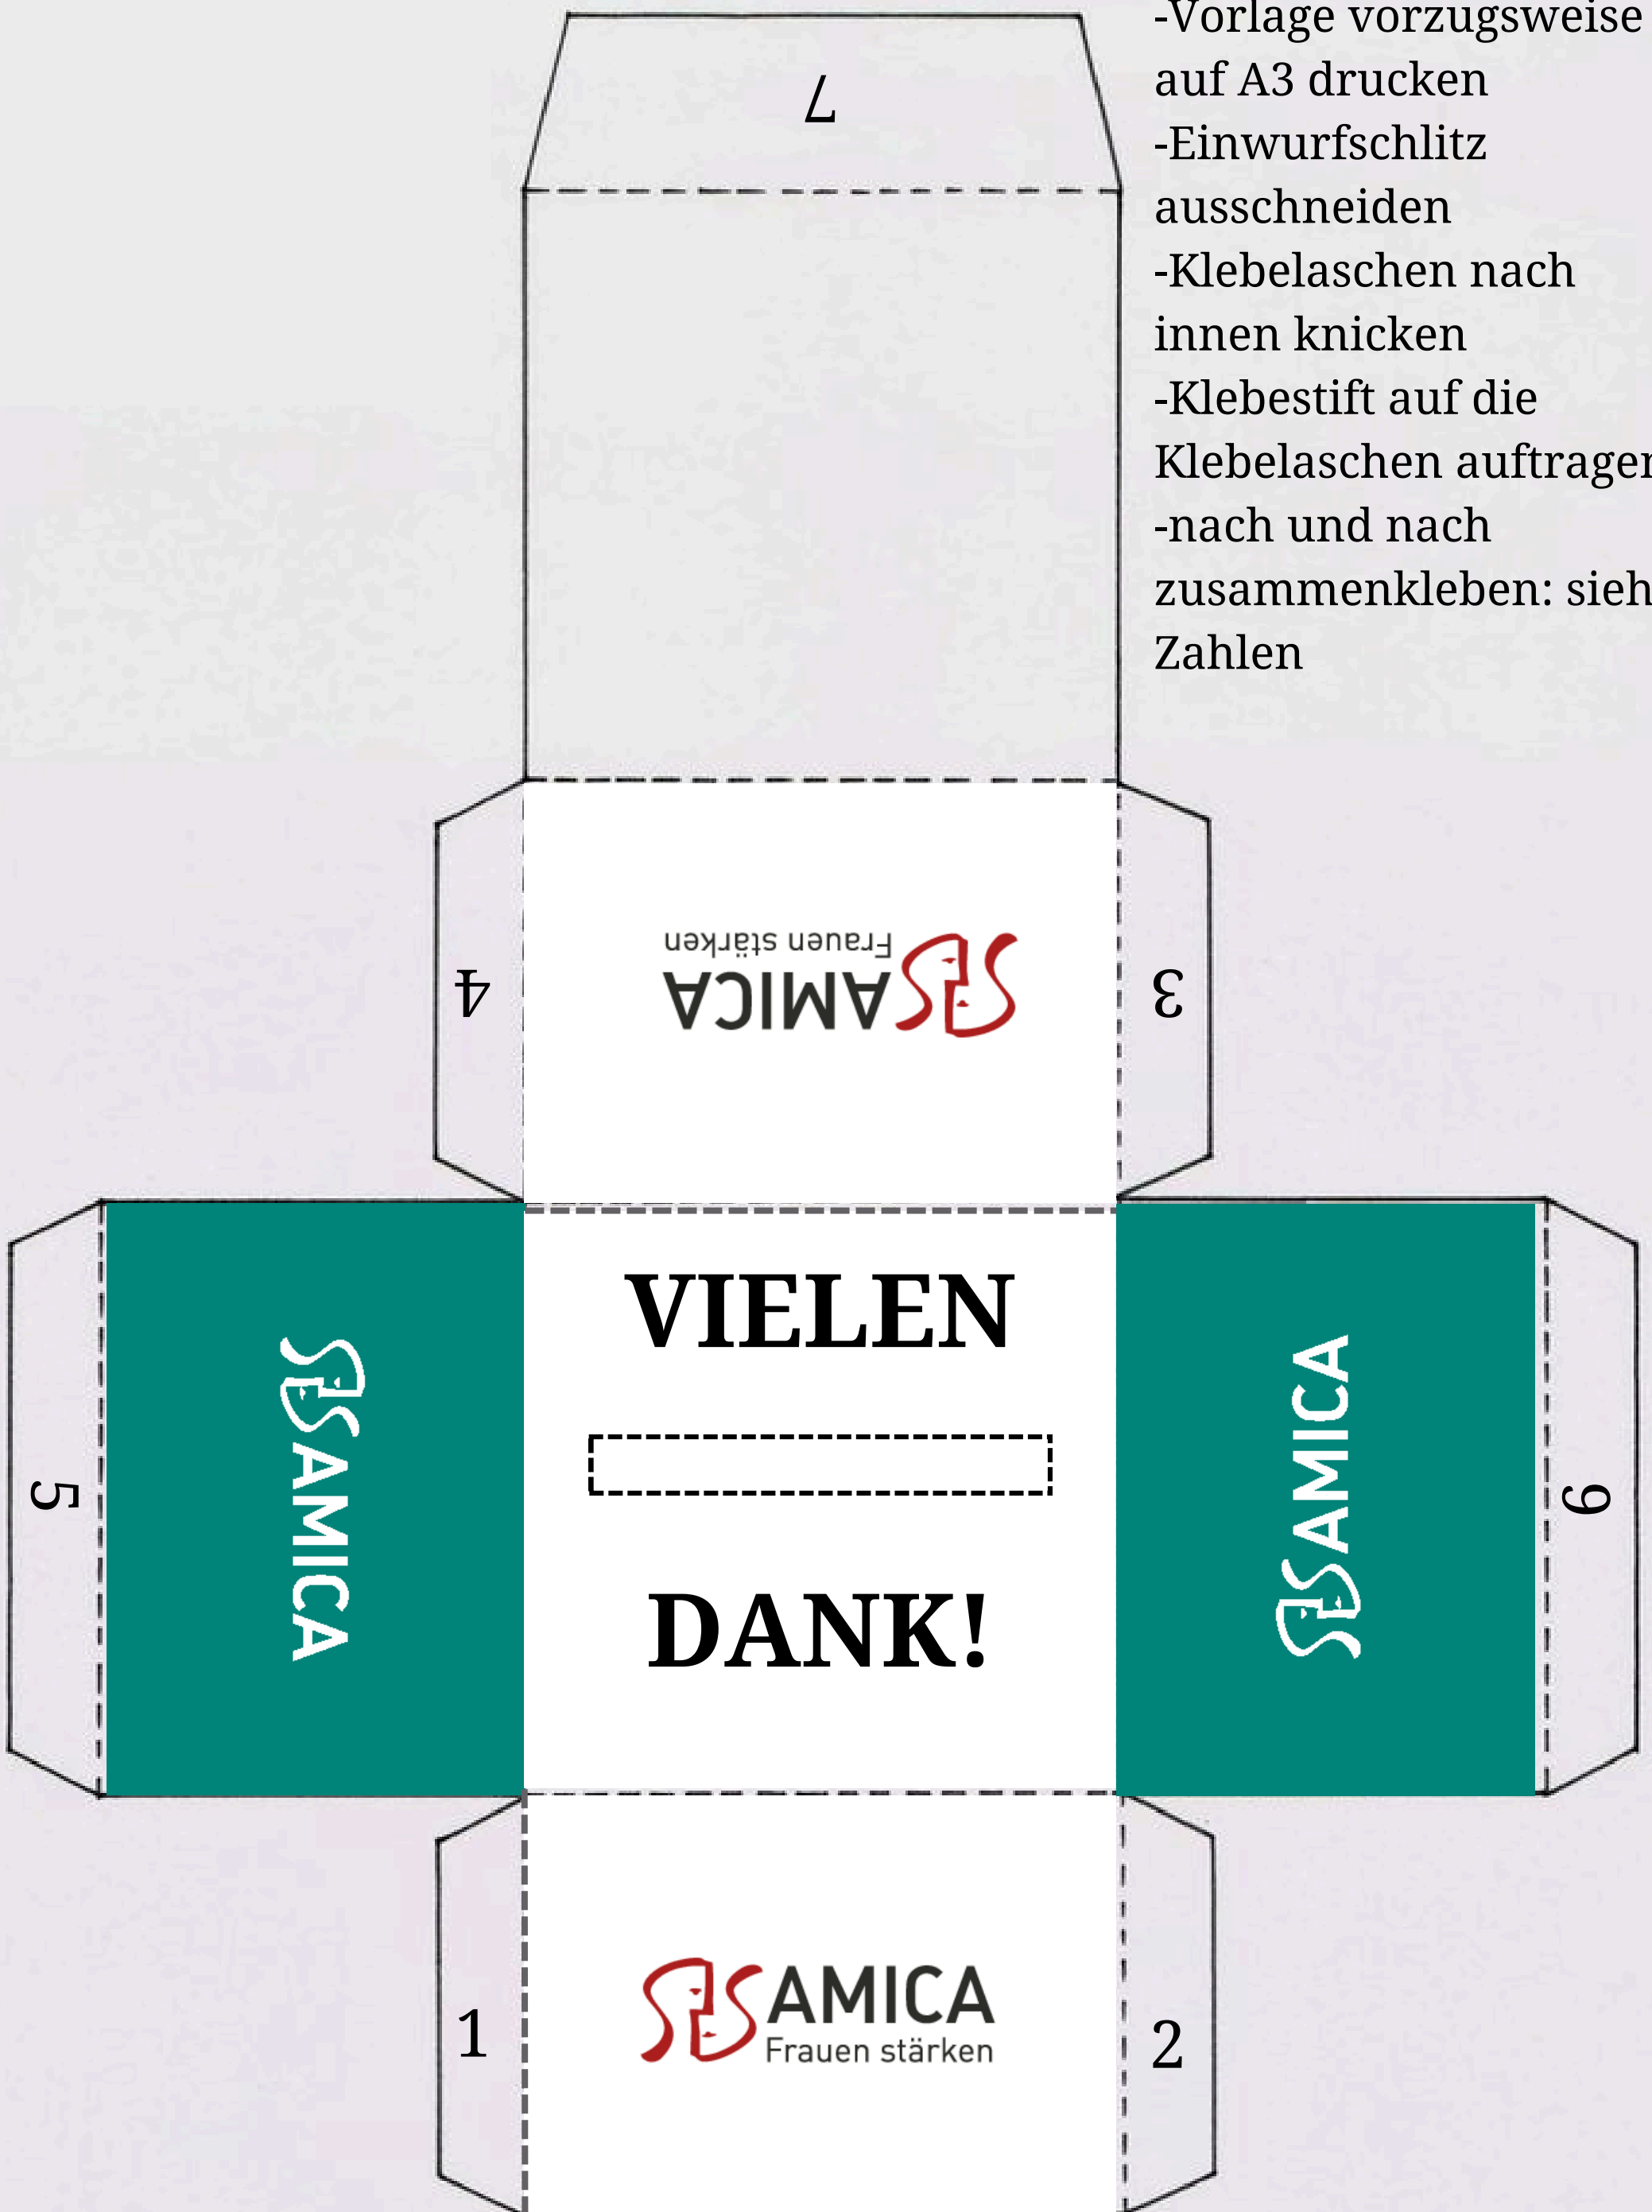 -Vorlage vorzugsweise
auf A3 drucken
-Einwurfschlitz
ausschneiden
-Klebelaschen nach
innen knicken
-Klebestift auf die
Klebelaschen auftragen
-nach und nach
zusammenkleben: sieh
Zahlen
7
4
AMICA
Frauen stärken
3
5
AMICA
VIELEN
DANK!
AMICA
6
1
AMICA
Frauen stärken
2